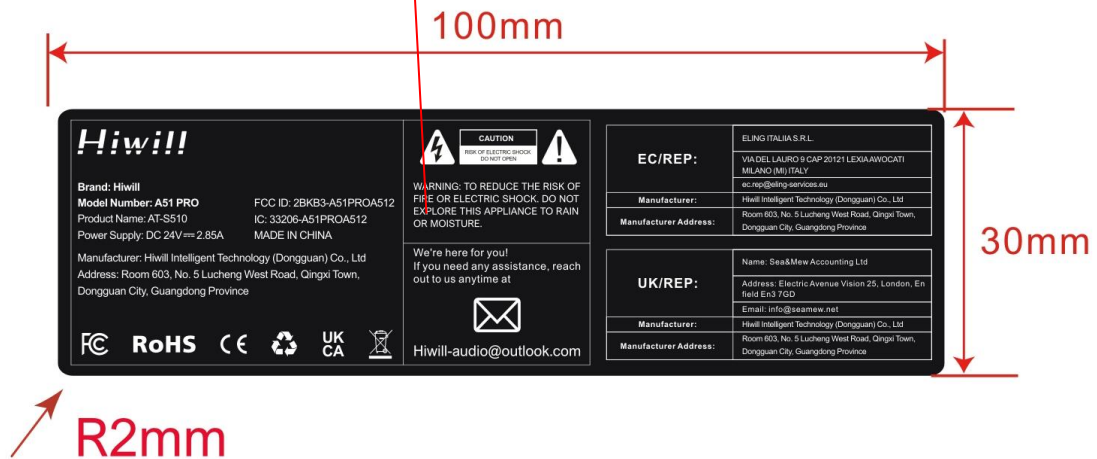 100mm
Hiwill
Brand: Hiwill
Model Number: A51 PRO
FCC ID: 2BKB3-A51PROA512
Product Name: AT-S510
IC: 33206-A51PROA512
Power Supply: DC 24V⎓2.85A
MADE IN CHINA
Manufacturer: Hiwill Intelligent Technology (Dongguan) Co., Ltd
Address: Room 603, No. 5 Lucheng West Road, Qingxi Town,
Dongguan City, Guangdong Province
FC
RoHS
CE
UK
CA
CAUTION
RISK OF ELECTRIC SHOCK
DO NOT OPEN
WARNING: TO REDUCE THE RISK OF
FIRE OR ELECTRIC SHOCK. DO NOT
EXPLORE THIS APPLIANCE TO RAIN
OR MOISTURE.
We're here for you!
If you need any assistance, reach
out to us anytime at
Hiwill-audio@outlook.com
EC/REP:
ELING ITALIIA S.R.L.
VIA DEL LAURO 9 CAP 20121 LEXIA AWOCATI
MILANO (MI) ITALY
ec.rep@eling-services.eu
Manufacturer:
Hiwill Intelligent Technology (Dongguan) Co., Ltd
Manufacturer Address:
Room 603, No. 5 Lucheng West Road, Qingxi Town,
Dongguan City, Guangdong Province
UK/REP:
Name: Sea&Mew Accounting Ltd
Address: Electric Avenue Vision 25, London, En
field En3 7GD
Email: info@seamew.net
Manufacturer:
Hiwill Intelligent Technology (Dongguan) Co., Ltd
Manufacturer Address:
Room 603, No. 5 Lucheng West Road, Qingxi Town,
Dongguan City, Guangdong Province
30mm
R2mm